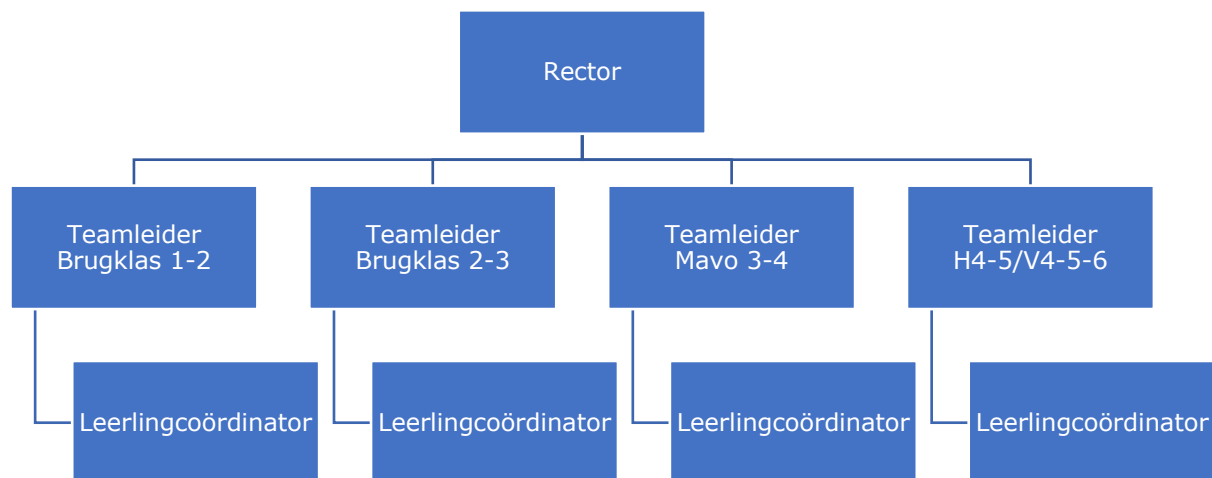 Rector
Teamleider
Brugklas 1-2
Teamleider
Brugklas 2-3
Teamleider
Mavo 3-4
Teamleider
H4-5/V4-5-6
Leerlingcoördinator
Leerlingcoördinator
Leerlingcoördinator
Leerlingcoördinator